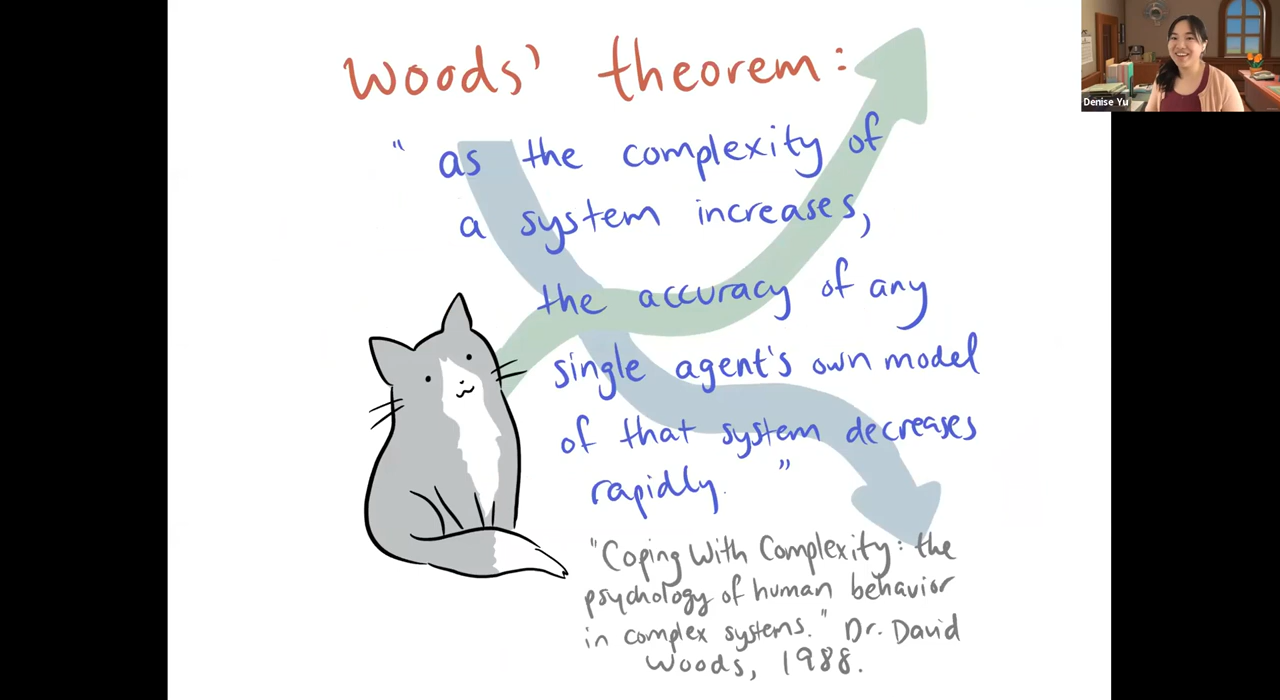 Woods' theorem:
" as the complexity of
a system increases,
the accuracy of any
single agent's own model
of that system decreases
rapidly. "
"Coping With Complexity: the
psychology of human behavior
in complex systems." Dr. David
Woods, 1988.
Denise Yu